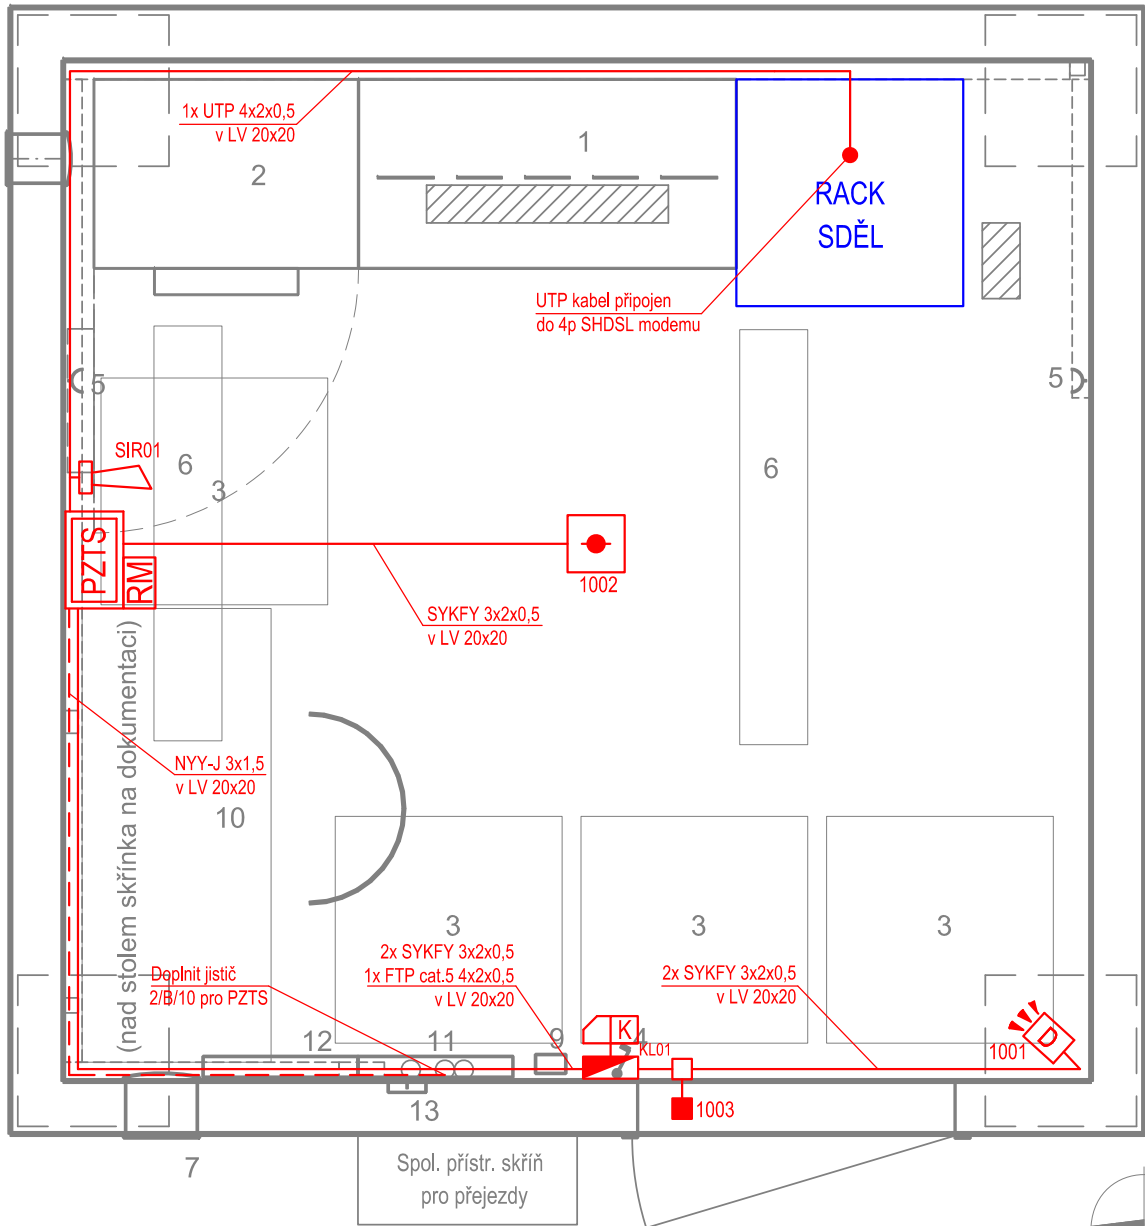 1x UTP 4x2x0,5
v LV 20x20
2
1
RACK
SDĚL
UTP kabel připojen
do 4p SHDSL modemu
5
5
SIR01
6
3
6
PZTS
RM
1002
SYKFY 3x2x0,5
v LV 20x20
(nad stolem skřínka na dokumentaci)
NYY-J 3x1,5
v LV 20x20
10
3
3
3
2x SYKFY 3x2x0,5
1x FTP cat.5 4x2x0,5
v LV 20x20
2x SYKFY 3x2x0,5
v LV 20x20
Doplnit jistič
2/B/10 pro PZTS
12
11
9
K
4
KL01
1001
D
13
1003
7
Spol. přístr. skříň
pro přejezdy